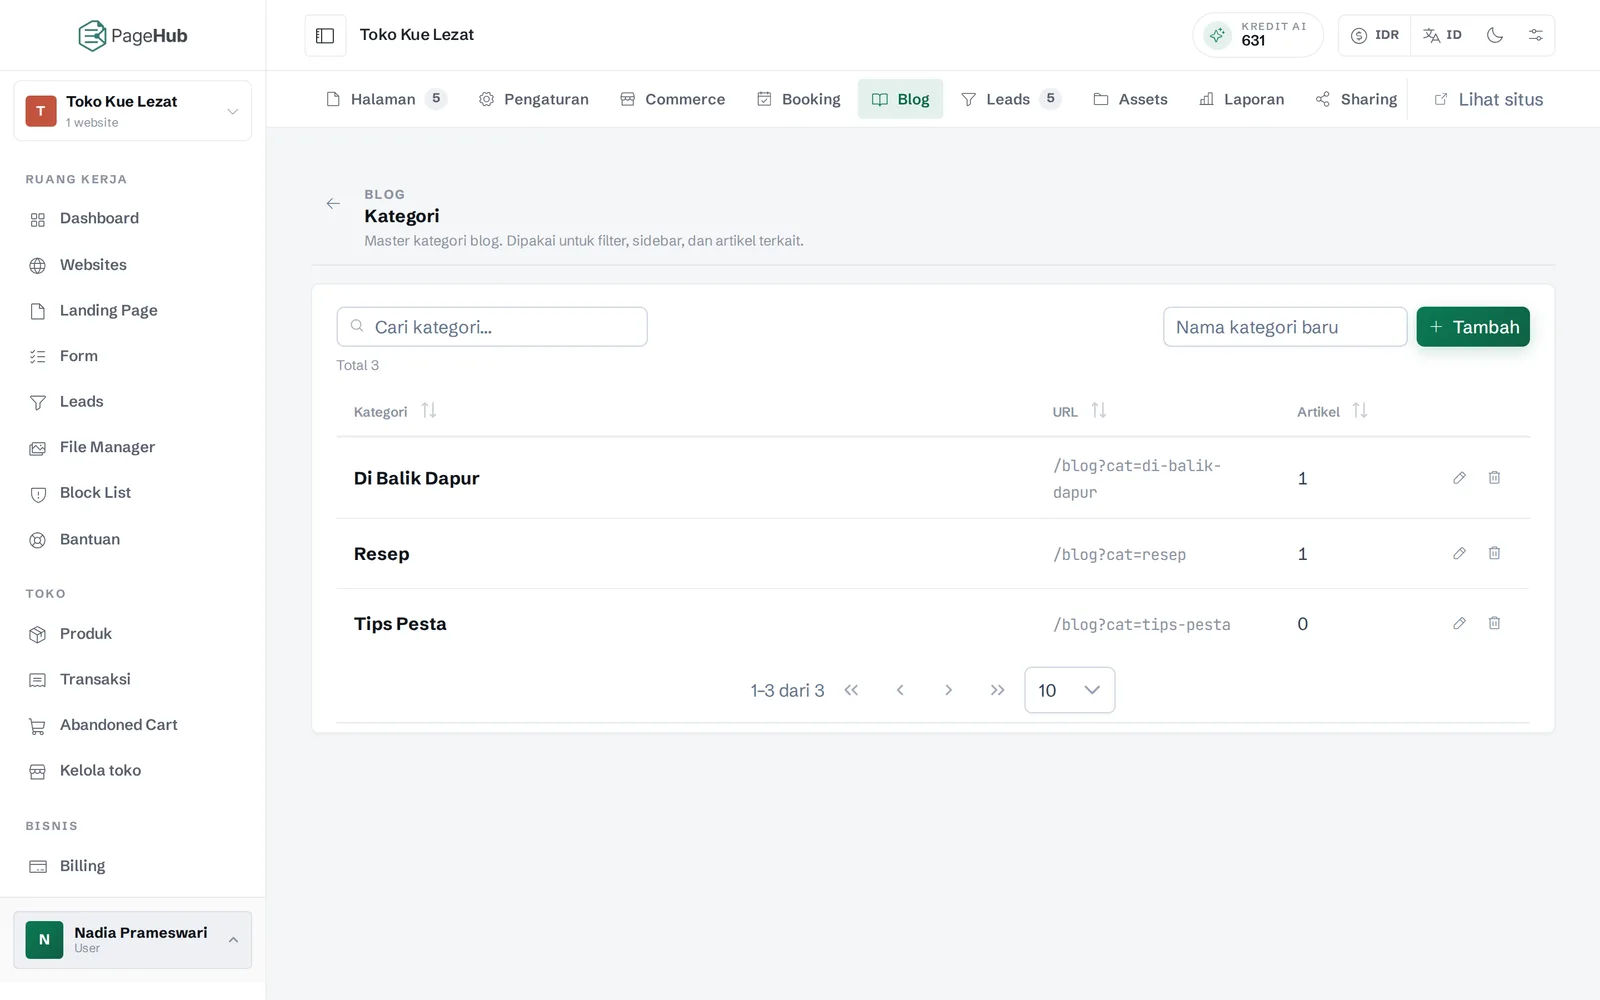 PageHub
Toko Kue Lezat
KREDIT AI
631
IDR
ID
Toko Kue Lezat
1 website
Halaman 5
Pengaturan
Commerce
Booking
Blog
Leads 5
Assets
Laporan
Sharing
Lihat situs
RUANG KERJA
Dashboard
Websites
Landing Page
Form
Leads
File Manager
Block List
Bantuan
TOKO
Produk
Transaksi
Abandoned Cart
Kelola toko
BISNIS
Billing
N
Nadia Prameswari
User
T
BLOG
Kategori
Master kategori blog. Dipakai untuk filter, sidebar, dan artikel terkait.
Cari kategori...
Nama kategori baru
+ Tambah
Total 3
Kategori URL Artikel
Di Balik Dapur /blog?cat=di-balik- 1
dapur
Resep /blog?cat=resep 1
Tips Pesta /blog?cat=tips-pesta 0
1–3 dari 3 « ‹ › » 10